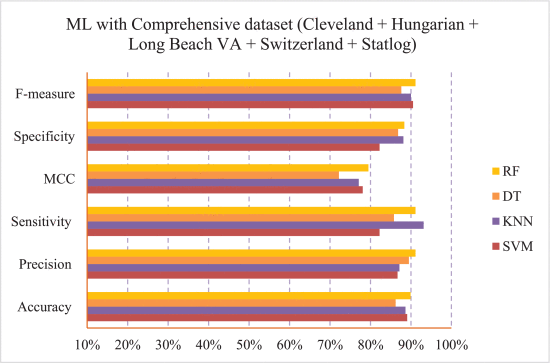 ML with Comprehensive dataset (Cleveland + Hungarian +
Long Beach VA + Switzerland + Statlog)
F-measure
Specificity
MCC
Sensitivity
Precision
Accuracy
RF
DT
KNN
SVM
10% 20% 30% 40% 50% 60% 70% 80% 90% 100%